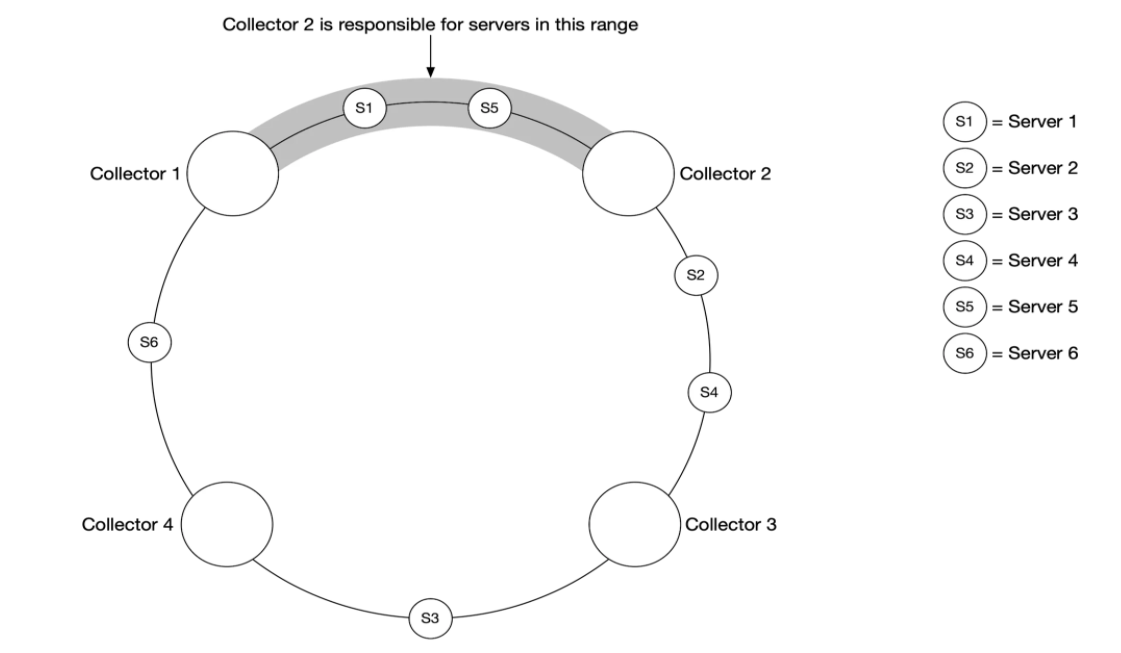 Collector 2 is responsible for servers in this range
S1
S5
Collector 1
Collector 2
S2
S6
S4
Collector 4
Collector 3
S3
S1 = Server 1
S2 = Server 2
S3 = Server 3
S4 = Server 4
S5 = Server 5
S6 = Server 6